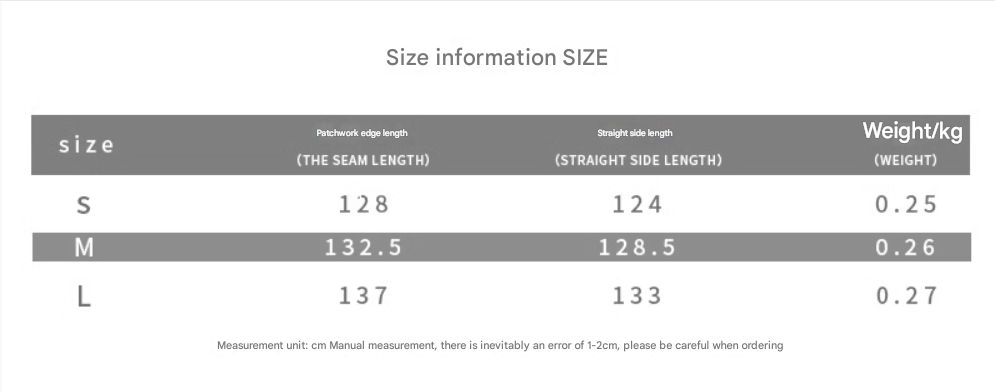 Size information SIZE
size Patchwork edge length Straight side length Weight/kg
(THE SEAM LENGTH) (STRAIGHT SIDE LENGTH) (WEIGHT)
S 128 124 0.25
M 132.5 128.5 0.26
L 137 133 0.27
Measurement unit: cm Manual measurement, there is inevitably an error of 1-2cm, please be careful when ordering